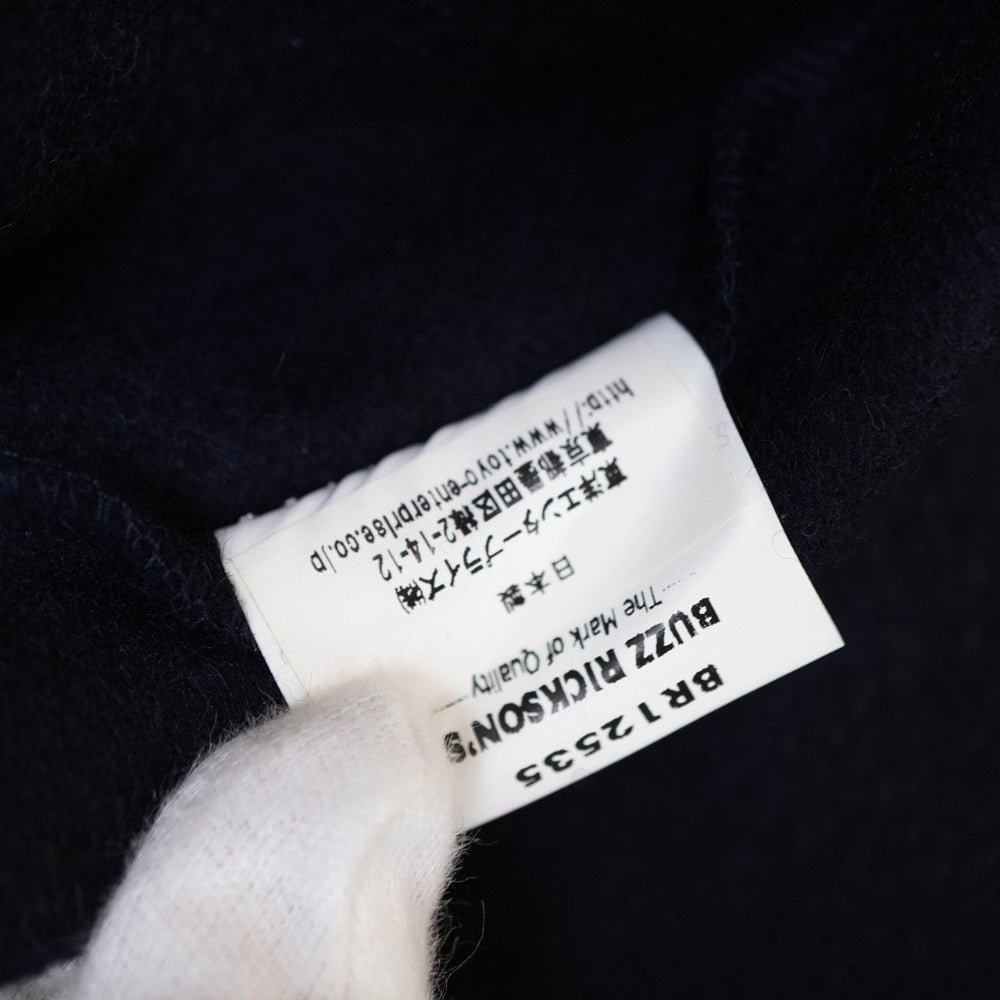 BR12535
BUZZ RICKSON'S
The Mark of Quality
日本製
東洋エンタープライズ㈱
東京都墨田区緑2-14-12
http://www.toyo-enterprise.co.jp